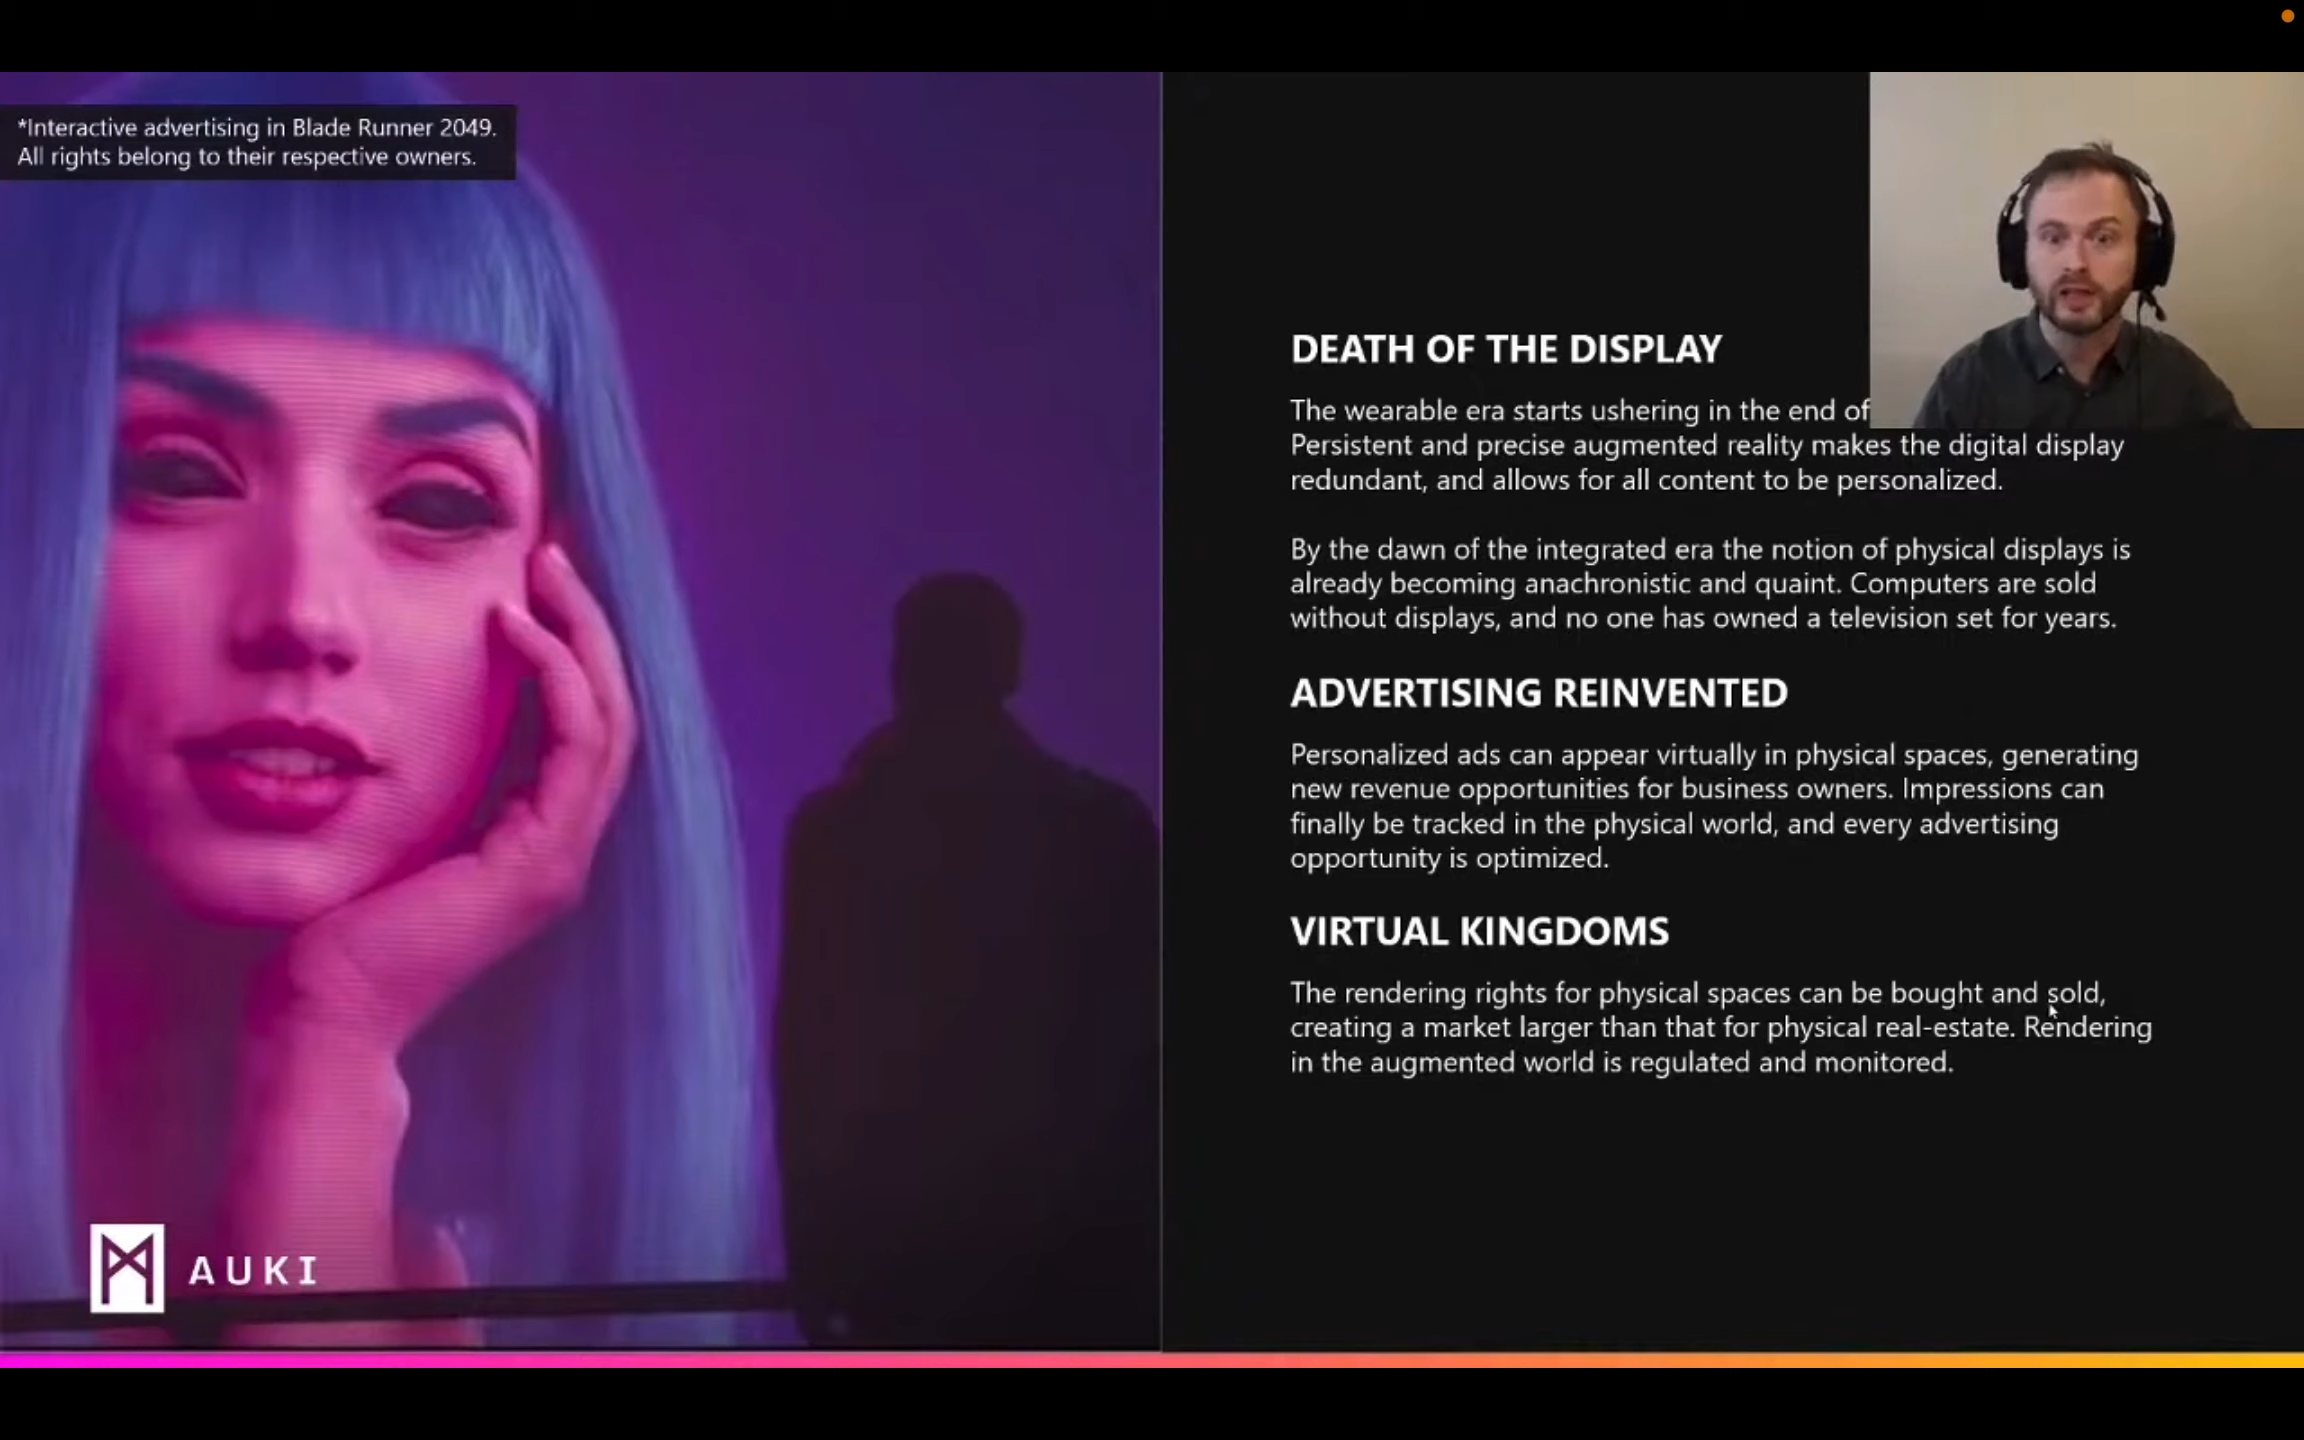 *Interactive advertising in Blade Runner 2049.
All rights belong to their respective owners.
DEATH OF THE DISPLAY
The wearable era starts ushering in the end of
Persistent and precise augmented reality makes the digital display
redundant, and allows for all content to be personalized.
By the dawn of the integrated era the notion of physical displays is
already becoming anachronistic and quaint. Computers are sold
without displays, and no one has owned a television set for years.
ADVERTISING REINVENTED
Personalized ads can appear virtually in physical spaces, generating
new revenue opportunities for business owners. Impressions can
finally be tracked in the physical world, and every advertising
opportunity is optimized.
VIRTUAL KINGDOMS
The rendering rights for physical spaces can be bought and sold,
creating a market larger than that for physical real-estate. Rendering
in the augmented world is regulated and monitored.
AUKI